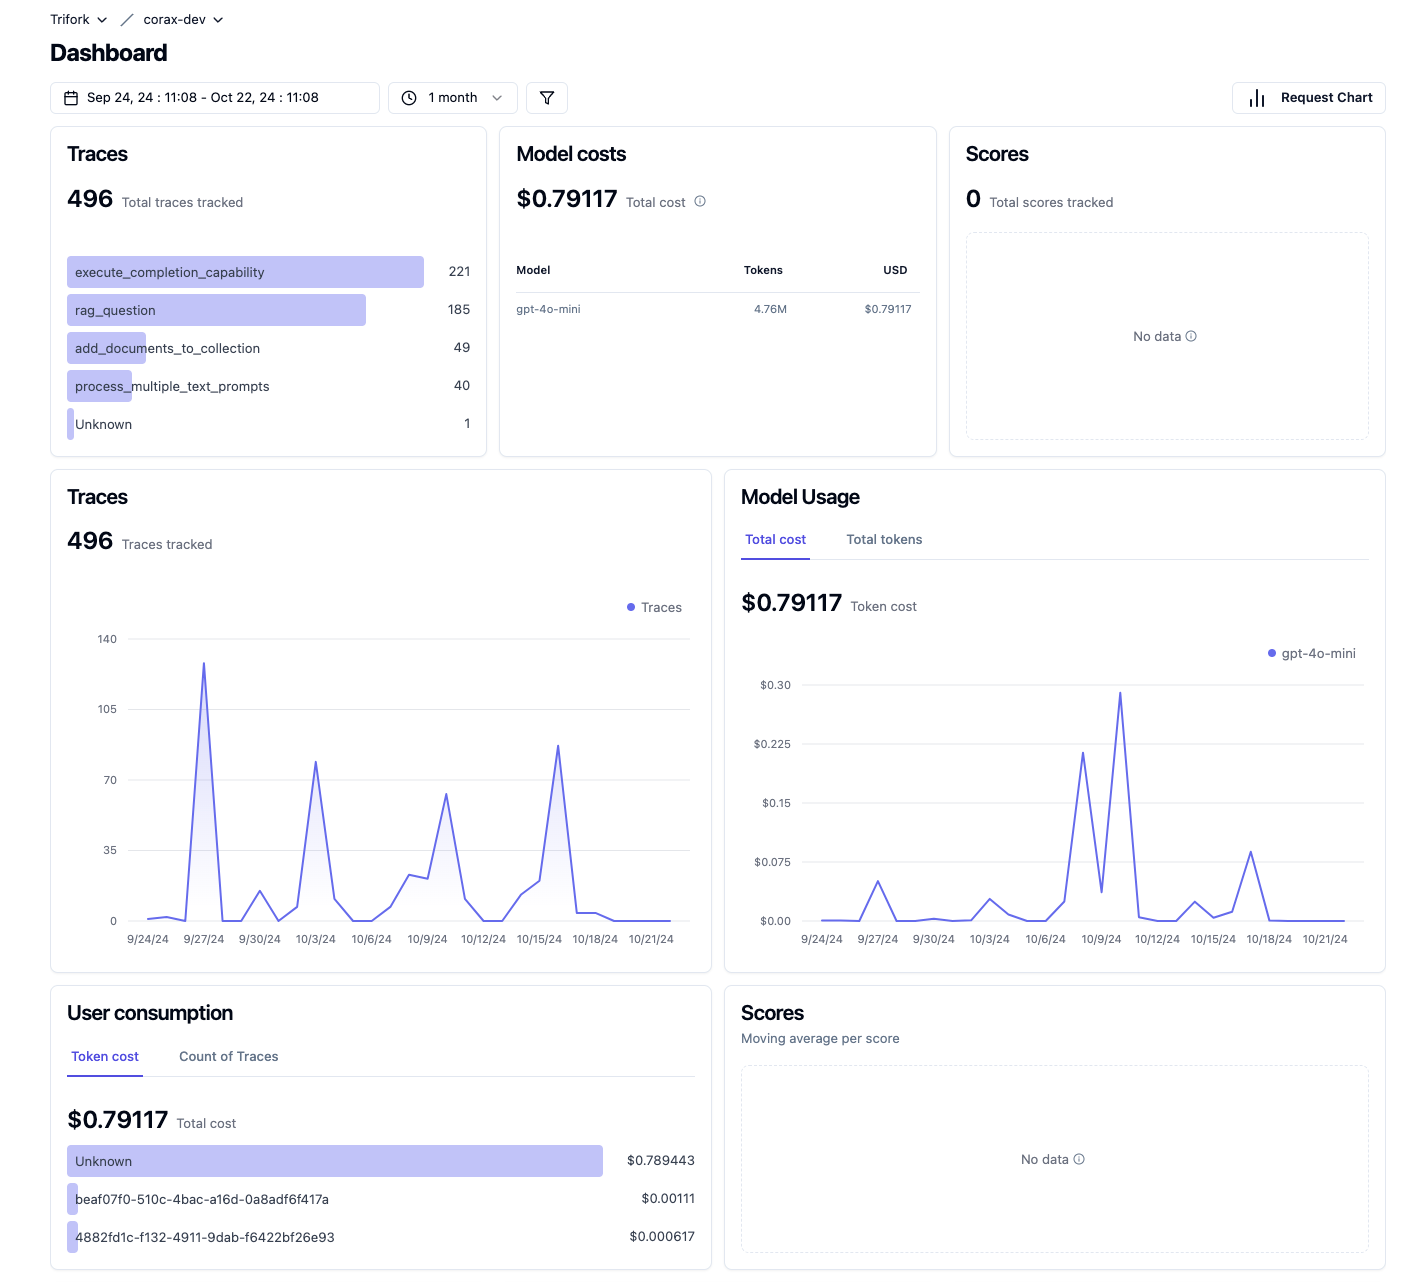 Trifork / corax-dev
Dashboard
Sep 24, 24 : 11:08 - Oct 22, 24 : 11:08
1 month
Request Chart
Traces
496 Total traces tracked
execute_completion_capability 221
rag_question 185
add_documents_to_collection 49
process_multiple_text_prompts 40
Unknown 1
Model costs
$0.79117 Total cost
Model Tokens USD
gpt-4o-mini 4.76M $0.79117
Scores
0 Total scores tracked
No data
Traces
496 Traces tracked
Traces
140
105
70
35
0
9/24/24 9/27/24 9/30/24 10/3/24 10/6/24 10/9/24 10/12/24 10/15/24 10/18/24 10/21/24
Model Usage
Total cost Total tokens
$0.79117 Token cost
gpt-4o-mini
$0.30
$0.225
$0.15
$0.075
$0.00
9/24/24 9/27/24 9/30/24 10/3/24 10/6/24 10/9/24 10/12/24 10/15/24 10/18/24 10/21/24
User consumption
Token cost Count of Traces
$0.79117 Total cost
Unknown $0.789443
beaf07f0-510c-4bac-a16d-0a8adf6f417a $0.00111
4882fd1c-f132-4911-9dab-f6422bf26e93 $0.000617
Scores
Moving average per score
No data